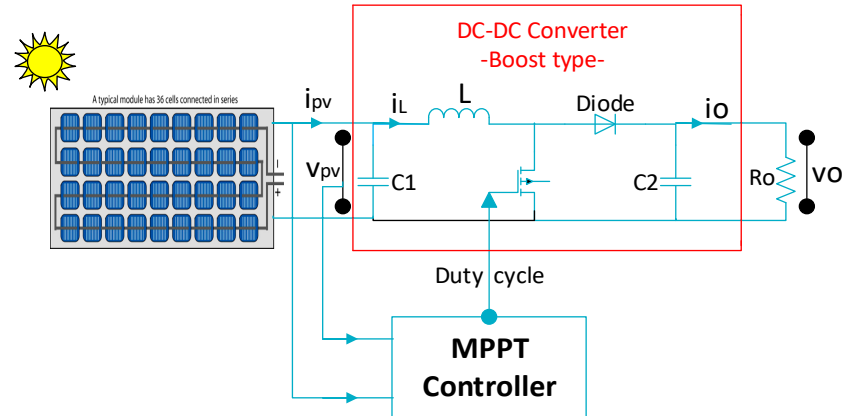 DC-DC Converter
-Boost type-
A typical module has 36 cells connected in series
ipv
iL
L
Diode
iO
vpv
C1
C2
Ro
vO
−
+
Duty cycle
MPPT
Controller